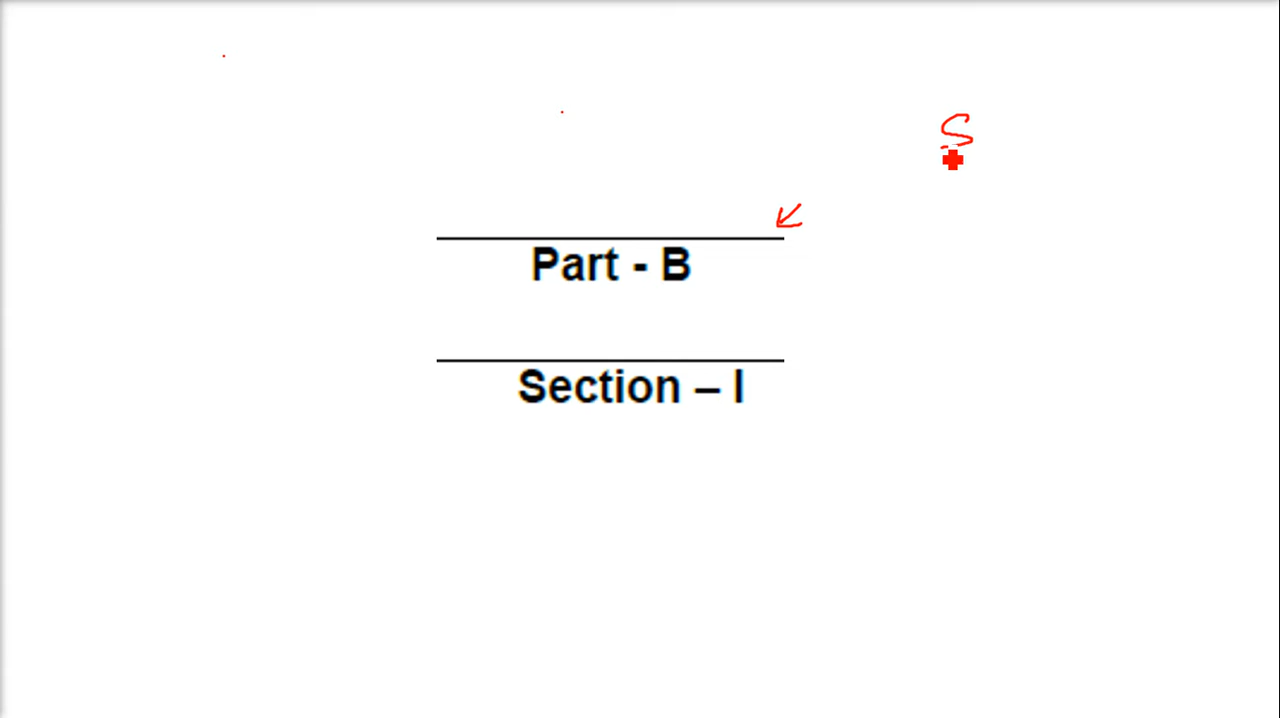 S
Part - B
Section – I